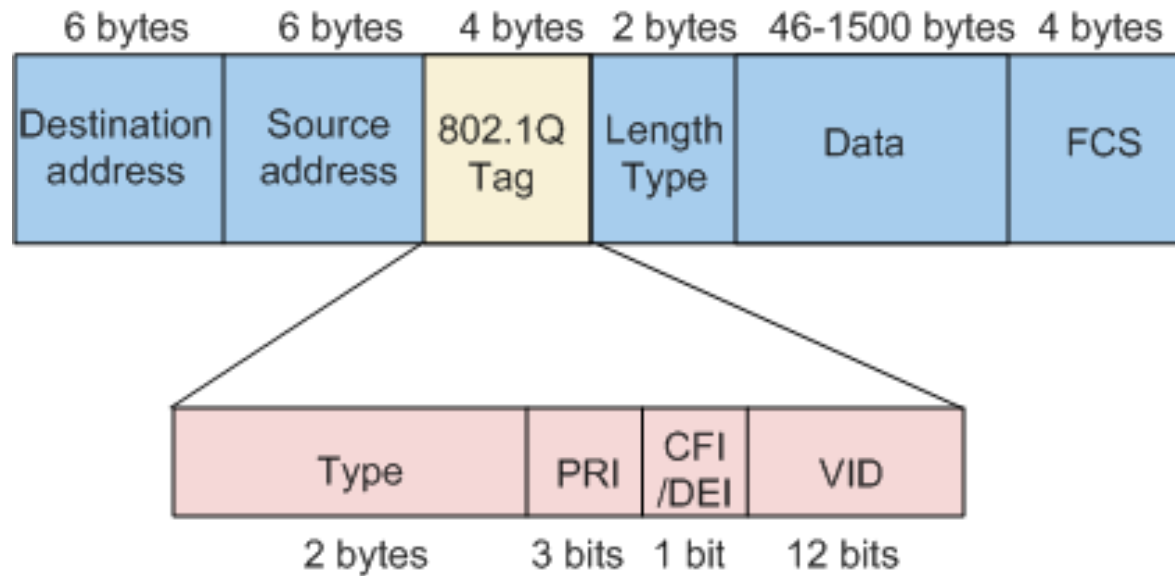 6 bytes 6 bytes 4 bytes 2 bytes 46-1500 bytes 4 bytes
Destination address
Source address
802.1Q Tag
Length Type
Data
FCS
Type
PRI
CFI /DEI
VID
2 bytes 3 bits 1 bit 12 bits